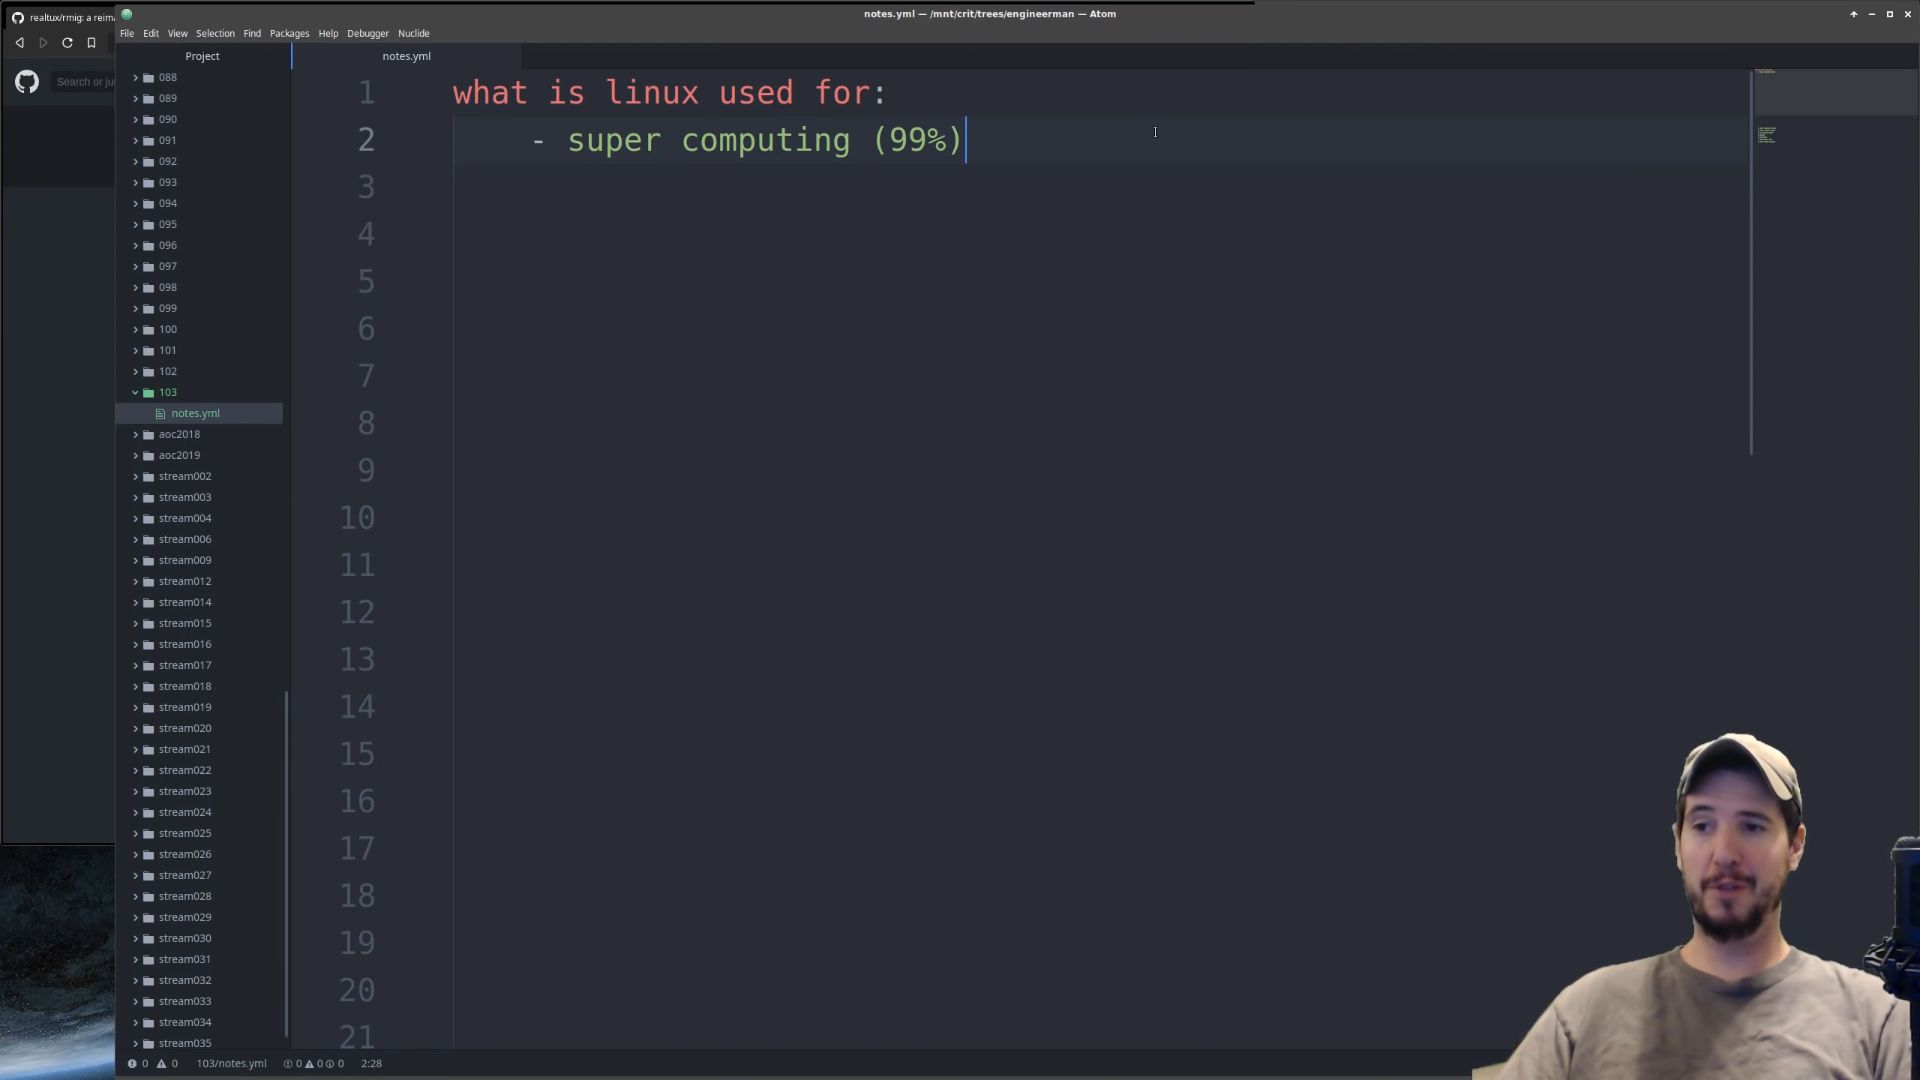 realtux/rmig: a reima
notes.yml — /mnt/crit/trees/engineerman — Atom
File Edit View Selection Find Packages Help Debugger Nuclide
Search or ju
Project
notes.yml
088
089
090
091
092
093
094
095
096
097
098
099
100
101
102
103
notes.yml
aoc2018
aoc2019
stream002
stream003
stream004
stream006
stream009
stream012
stream014
stream015
stream016
stream017
stream018
stream019
stream020
stream021
stream022
stream023
stream024
stream025
stream026
stream027
stream028
stream029
stream030
stream031
stream032
stream033
stream034
stream035
1 what is linux used for:
2 - super computing (99%)
3
4
5
6
7
8
9
10
11
12
13
14
15
16
17
18
19
20
21
0 0 103/notes.yml 0 0 0 2:28